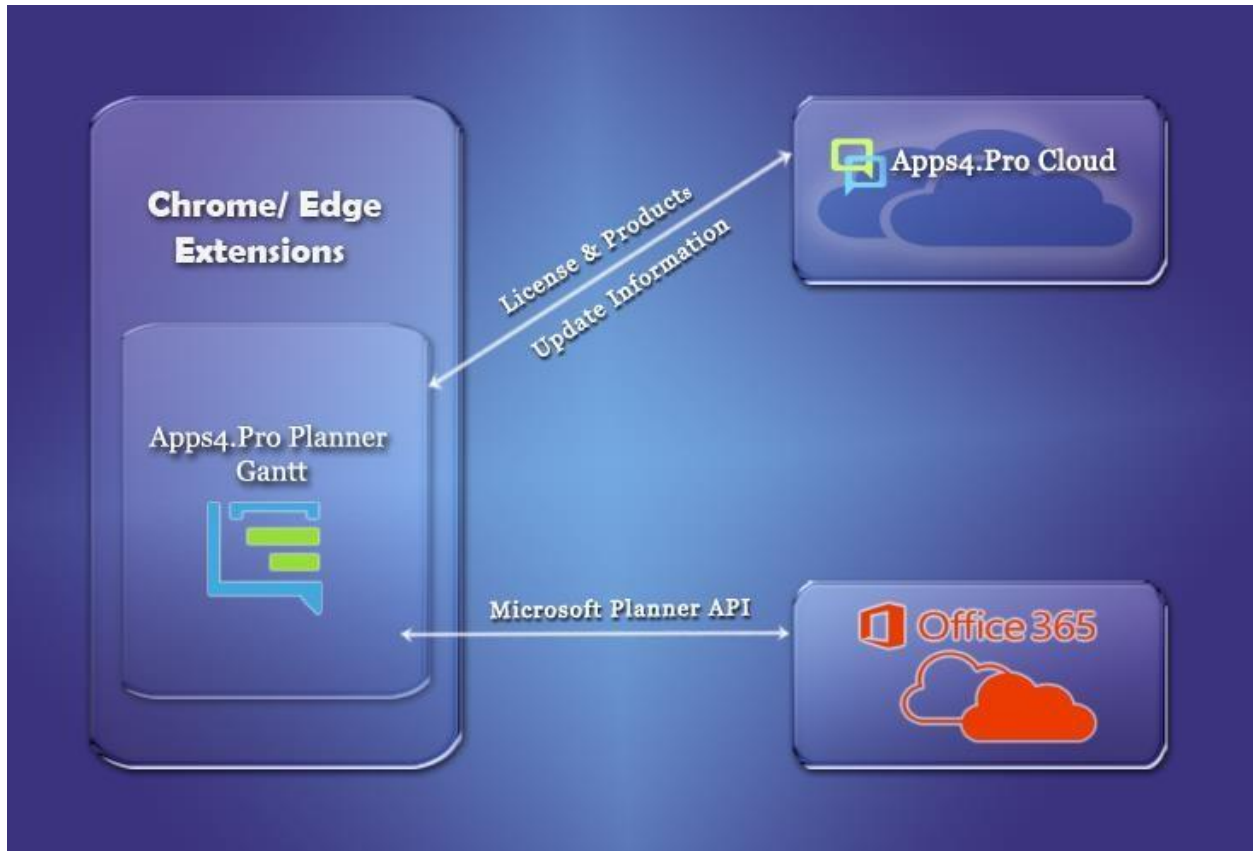 Chrome/ Edge
Extensions
Apps4.Pro Planner
Gantt
License & Products
Update Information
Apps4.Pro Cloud
Microsoft Planner API
Office 365